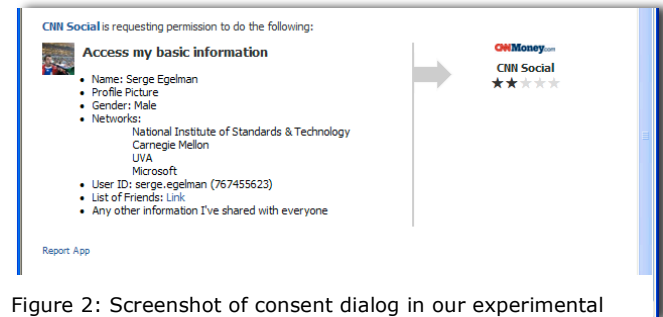 CNN Social is requesting permission to do the following:
Access my basic information
• Name: Serge Egelman
• Profile Picture
• Gender: Male
• Networks:
National Institute of Standards & Technology
Carnegie Mellon
UVA
Microsoft
• User ID: serge.egelman (767455623)
• List of Friends: Link
• Any other information I've shared with everyone
Report App
CNNMoney.com
CNN Social
Figure 2: Screenshot of consent dialog in our experimental